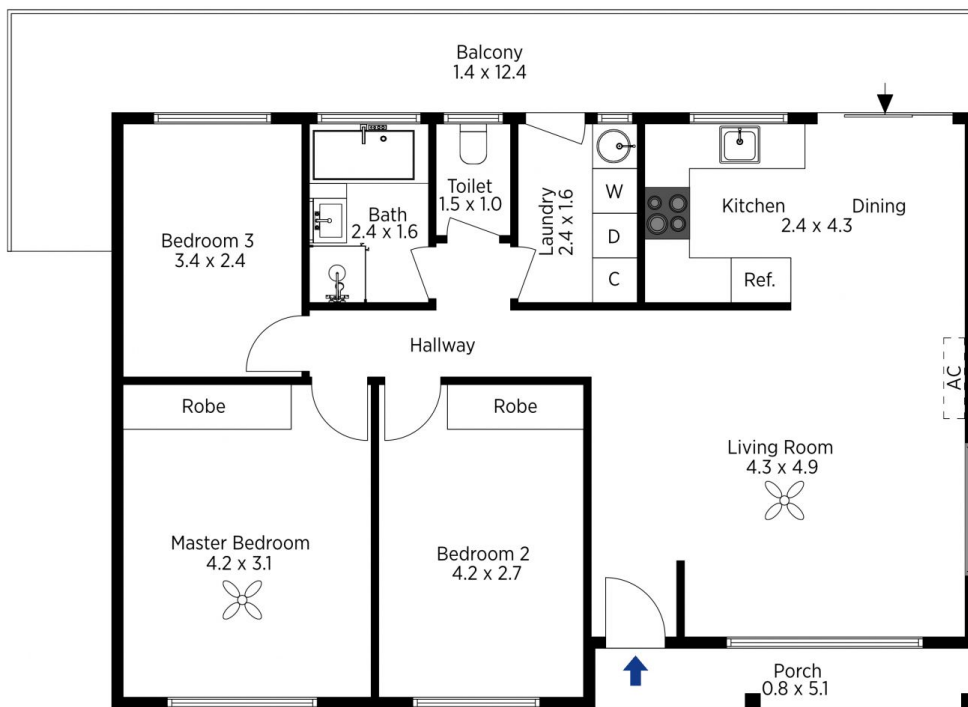 Balcony
1.4 x 12.4
Bedroom 3
3.4 x 2.4
Bath
2.4 x 1.6
Toilet
1.5 x 1.0
Laundry
2.4 x 1.6
W
D
C
Kitchen
Dining
2.4 x 4.3
Ref.
Hallway
AC
Robe
Robe
Living Room
4.3 x 4.9
Master Bedroom
4.2 x 3.1
Bedroom 2
4.2 x 2.7
Porch
0.8 x 5.1